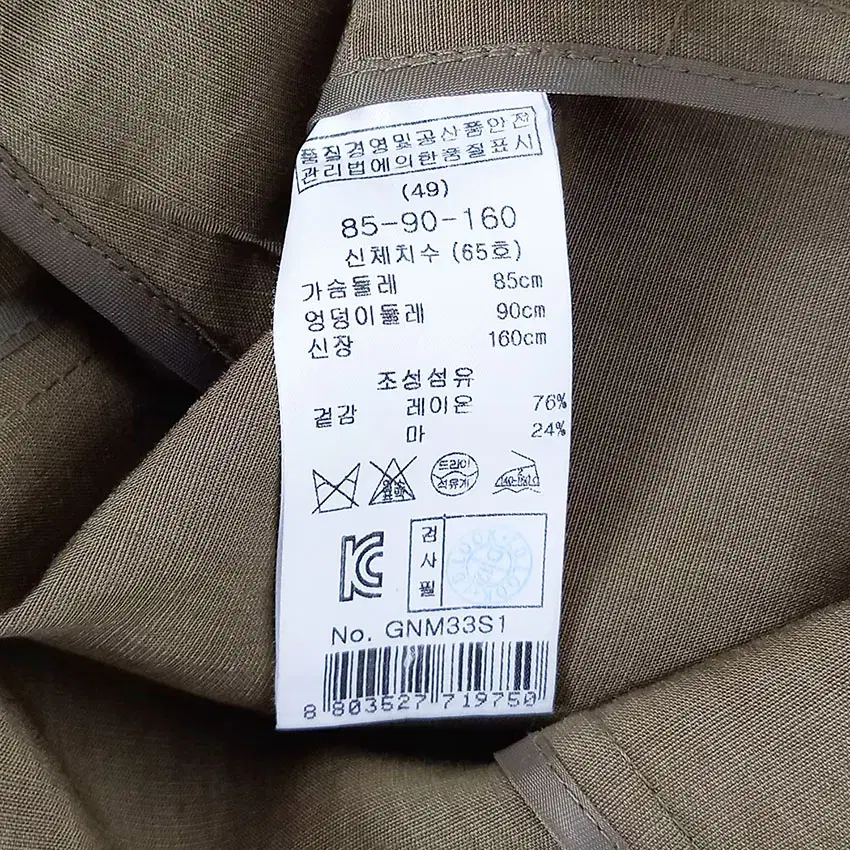 품질경영및공산품안전
관리법에의한품질표시
(49)
85-90-160
신체치수 (65호)
가슴둘레 85cm
엉덩이둘레 90cm
신장 160cm
조성섬유
겉감 레이온 76%
마 24%
드라이
석유계
검사필
No. GNM33S1
8 803527 719750